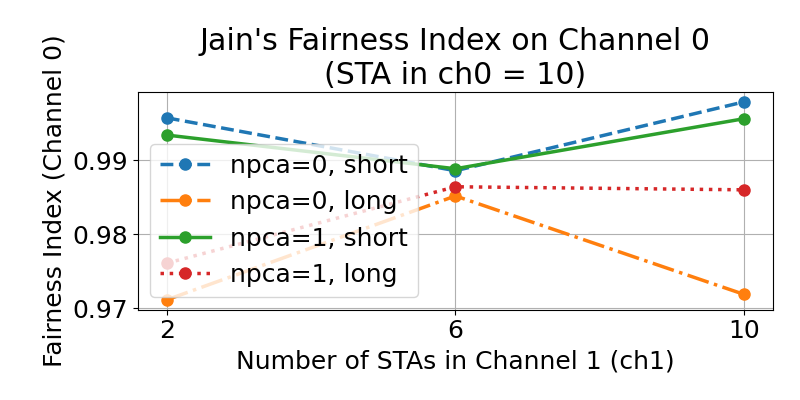 Jain's Fairness Index on Channel 0
(STA in ch0 = 10)
Fairness Index (Channel 0)
0.99
0.98
0.97
npca=0, short
npca=0, long
npca=1, short
npca=1, long
2
6
10
Number of STAs in Channel 1 (ch1)